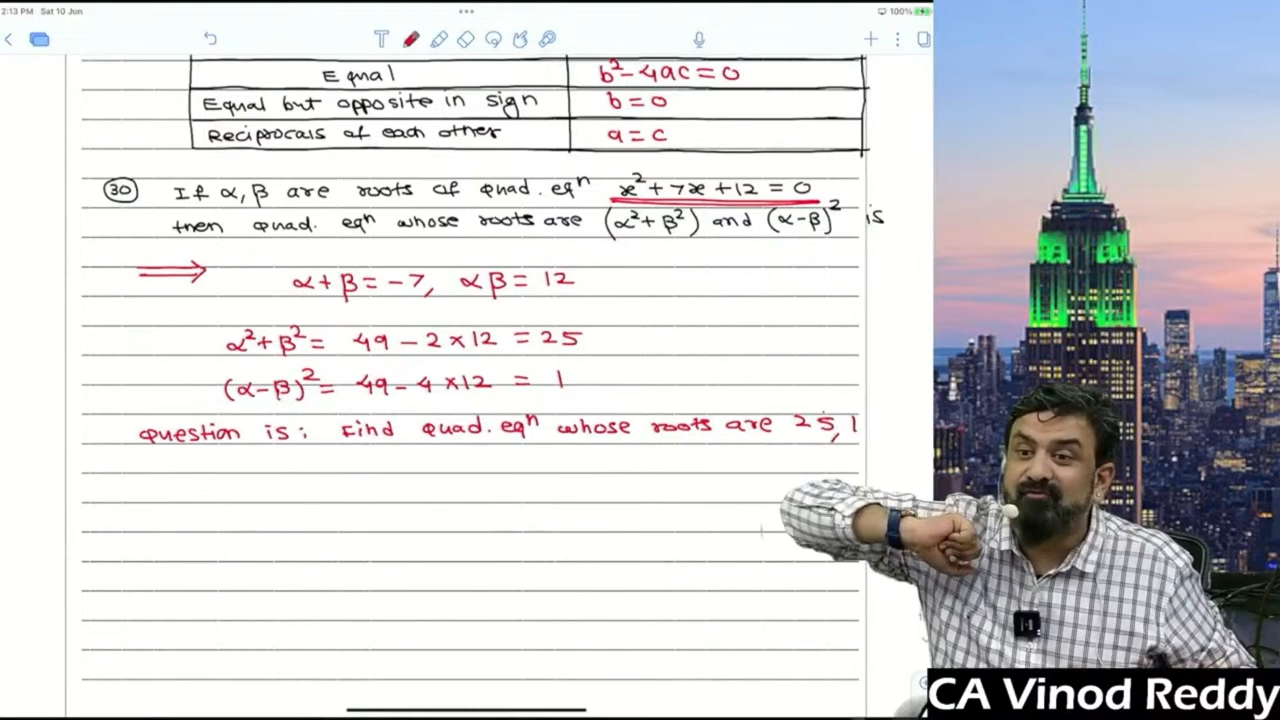 2:13 PM Sat 10 Jun
100%
Equal b²-4ac=0
Equal but opposite in sign b=0
Reciprocals of each other a=c
30 If α, β are roots of quad. eqⁿ x²+7x+12=0
then quad. eqⁿ whose roots are (α²+β²) and (α-β)² is
⟹ α+β=-7, αβ=12
α²+β²= 49-2×12=25
(α-β)²= 49-4×12 = 1
question is: Find quad. eqⁿ whose roots are 25,1
CA Vinod Reddy